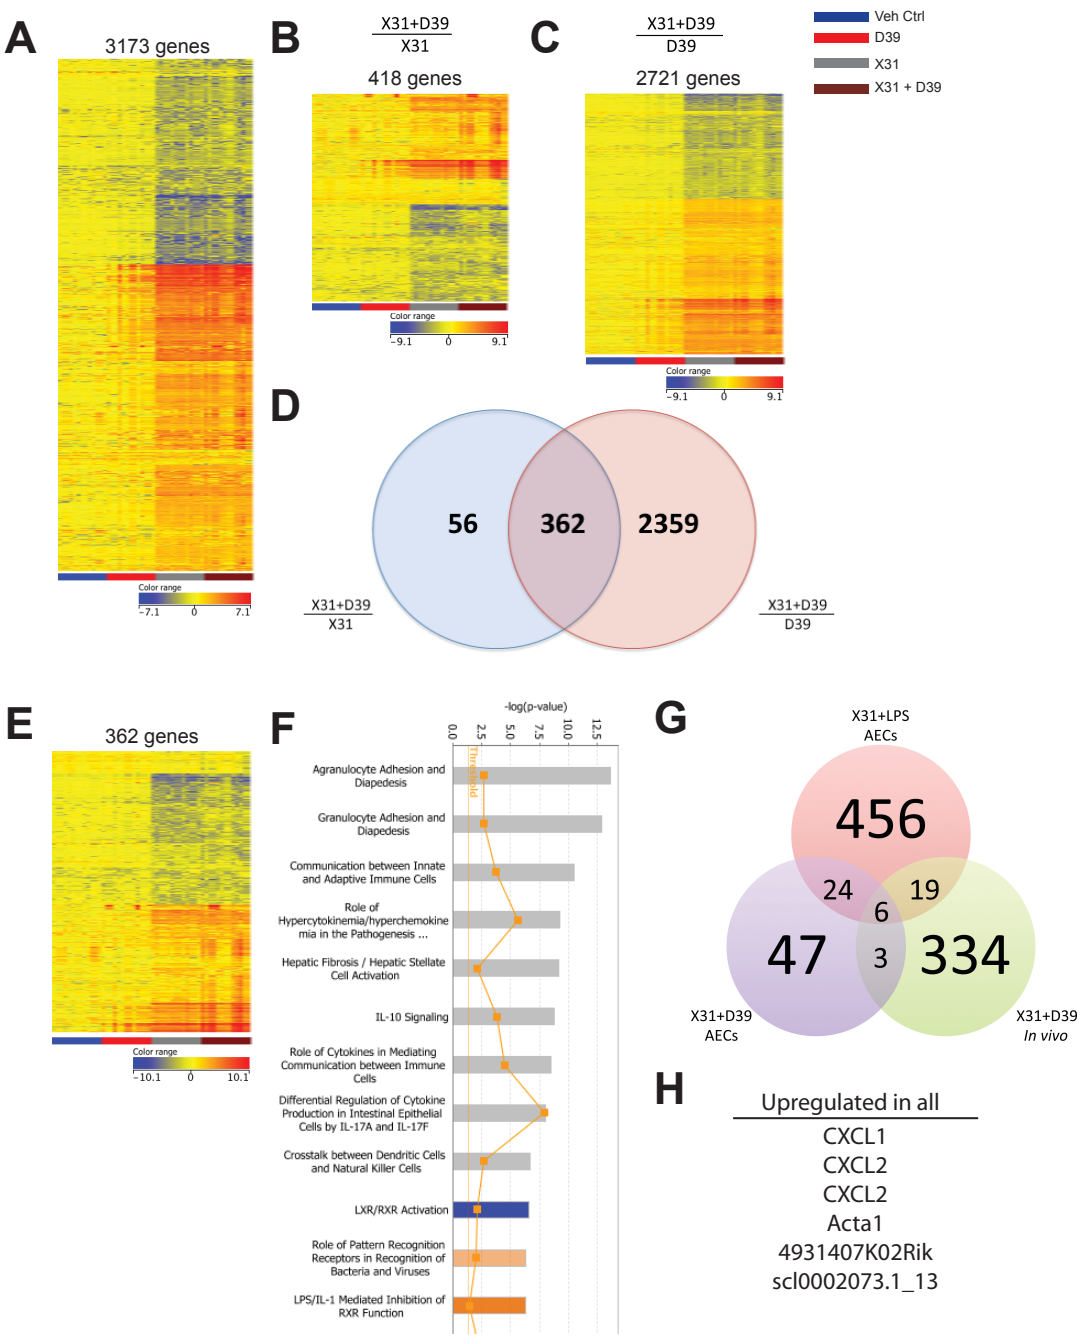 A
3173 genes
Color range
−7.1 0 7.1
B
X31+D39
X31
418 genes
Color range
−9.1 0 9.1
C
X31+D39
D39
2721 genes
Color range
−9.1 0 9.1
Veh Ctrl
D39
X31
X31 + D39
D
56
362
2359
X31+D39
X31
X31+D39
D39
E
362 genes
Color range
−10.1 0 10.1
F
-log(p-value)
0.0 2.5 5.0 7.5 10.0 12.5
Threshold
Agranulocyte Adhesion and
Diapedesis
Granulocyte Adhesion and
Diapedesis
Communication between Innate
and Adaptive Immune Cells
Role of
Hypercytokinemia/hyperchemokine
mia in the Pathogenesis ...
Hepatic Fibrosis / Hepatic Stellate
Cell Activation
IL-10 Signaling
Role of Cytokines in Mediating
Communication between Immune
Cells
Differential Regulation of Cytokine
Production in Intestinal Epithelial
Cells by IL-17A and IL-17F
Crosstalk between Dendritic Cells
and Natural Killer Cells
LXR/RXR Activation
Role of Pattern Recognition
Receptors in Recognition of
Bacteria and Viruses
LPS/IL-1 Mediated Inhibition of
RXR Function
G
X31+LPS
AECs
456
24
19
6
47
3
334
X31+D39
AECs
X31+D39
In vivo
H
Upregulated in all
CXCL1
CXCL2
CXCL2
Acta1
4931407K02Rik
scl0002073.1_13